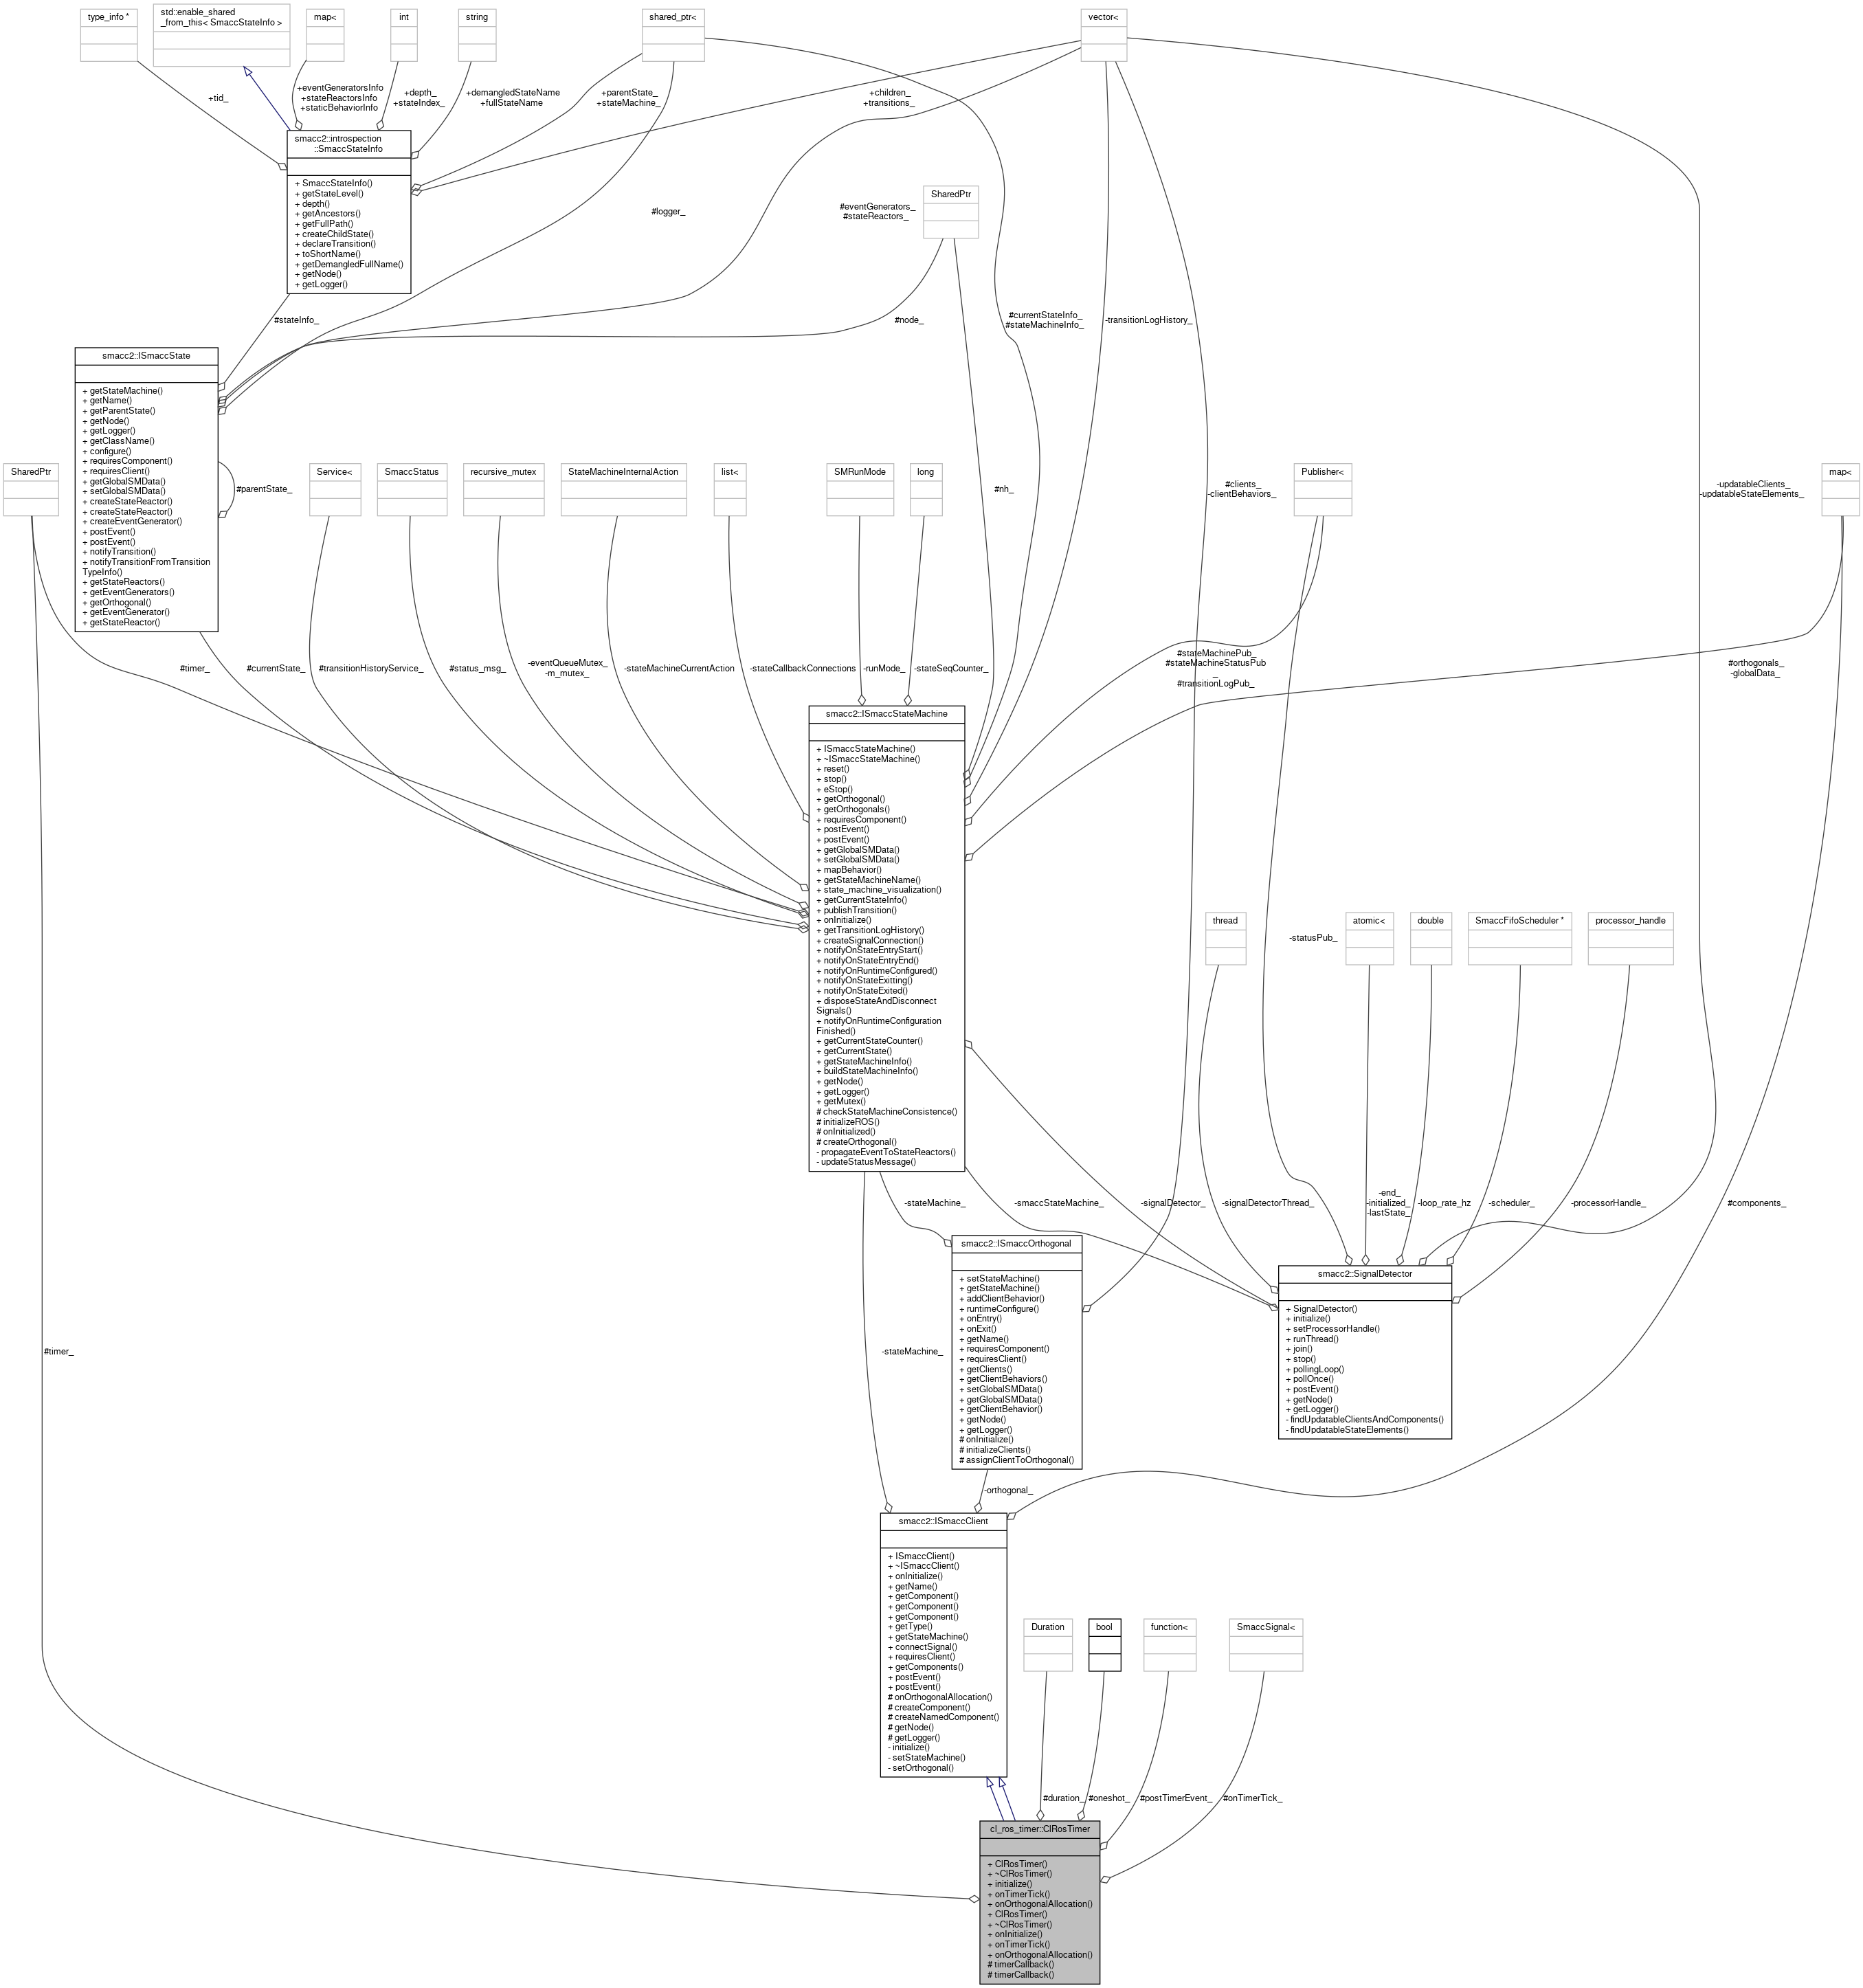 type_info *
std::enable_shared
_from_this< SmaccStateInfo >
map<
int
string
shared_ptr<
vector<
+tid_
+eventGeneratorsInfo
+stateReactorsInfo
+staticBehaviorInfo
+depth_
+stateIndex_
+demangledStateName
+fullStateName
+parentState_
+stateMachine_
+children_
+transitions_
smacc2::introspection
::SmaccStateInfo
+ SmaccStateInfo()
+ getStateLevel()
+ depth()
+ getAncestors()
+ getFullPath()
+ createChildState()
+ declareTransition()
+ toShortName()
+ getDemangledFullName()
+ getNode()
+ getLogger()
#logger_
#eventGenerators_
#stateReactors_
SharedPtr
#stateInfo_
#node_
#currentStateInfo_
#stateMachineInfo_
-transitionLogHistory_
smacc2::ISmaccState
+ getStateMachine()
+ getName()
+ getParentState()
+ getNode()
+ getLogger()
+ getClassName()
+ configure()
+ requiresComponent()
+ requiresClient()
+ getGlobalSMData()
+ setGlobalSMData()
+ createStateReactor()
+ createStateReactor()
+ createEventGenerator()
+ postEvent()
+ postEvent()
+ notifyTransition()
+ notifyTransitionFromTransition
TypeInfo()
+ getStateReactors()
+ getEventGenerators()
+ getOrthogonal()
+ getEventGenerator()
+ getStateReactor()
#parentState_
SharedPtr
Service<
SmaccStatus
recursive_mutex
StateMachineInternalAction
list<
SMRunMode
long
#nh_
#clients_
-clientBehaviors_
Publisher<
-updatableClients_
-updatableStateElements_
map<
#timer_
#currentState_
#transitionHistoryService_
#status_msg_
-eventQueueMutex_
-m_mutex_
-stateMachineCurrentAction
-stateCallbackConnections
-runMode_
-stateSeqCounter_
#stateMachinePub_
#stateMachineStatusPub
_
#transitionLogPub_
#orthogonals_
-globalData_
smacc2::ISmaccStateMachine
+ ISmaccStateMachine()
+ ~ISmaccStateMachine()
+ reset()
+ stop()
+ eStop()
+ getOrthogonal()
+ getOrthogonals()
+ requiresComponent()
+ postEvent()
+ postEvent()
+ getGlobalSMData()
+ setGlobalSMData()
+ mapBehavior()
+ getStateMachineName()
+ state_machine_visualization()
+ getCurrentStateInfo()
+ publishTransition()
+ onInitialize()
+ getTransitionLogHistory()
+ createSignalConnection()
+ notifyOnStateEntryStart()
+ notifyOnStateEntryEnd()
+ notifyOnRuntimeConfigured()
+ notifyOnStateExitting()
+ notifyOnStateExited()
+ disposeStateAndDisconnect
Signals()
+ notifyOnRuntimeConfiguration
Finished()
+ getCurrentStateCounter()
+ getCurrentState()
+ getStateMachineInfo()
+ buildStateMachineInfo()
+ getNode()
+ getLogger()
+ getMutex()
# checkStateMachineConsistence()
# initializeROS()
# onInitialized()
# createOrthogonal()
- propagateEventToStateReactors()
- updateStatusMessage()
thread
-statusPub_
atomic<
double
SmaccFifoScheduler *
processor_handle
-stateMachine_
-smaccStateMachine_
-signalDetector_
-signalDetectorThread_
-end_
-initialized_
-lastState_
-loop_rate_hz
-scheduler_
-processorHandle_
#components_
smacc2::ISmaccOrthogonal
+ setStateMachine()
+ getStateMachine()
+ addClientBehavior()
+ runtimeConfigure()
+ onEntry()
+ onExit()
+ getName()
+ requiresComponent()
+ requiresClient()
+ getClients()
+ getClientBehaviors()
+ setGlobalSMData()
+ getGlobalSMData()
+ getClientBehavior()
+ getNode()
+ getLogger()
# onInitialize()
# initializeClients()
# assignClientToOrthogonal()
smacc2::SignalDetector
+ SignalDetector()
+ initialize()
+ setProcessorHandle()
+ runThread()
+ join()
+ stop()
+ pollingLoop()
+ pollOnce()
+ postEvent()
+ getNode()
+ getLogger()
- findUpdatableClientsAndComponents()
- findUpdatableStateElements()
#timer_
-stateMachine_
-orthogonal_
smacc2::ISmaccClient
+ ISmaccClient()
+ ~ISmaccClient()
+ onInitialize()
+ getName()
+ getComponent()
+ getComponent()
+ getComponent()
+ getType()
+ getStateMachine()
+ connectSignal()
+ requiresClient()
+ getComponents()
+ postEvent()
+ postEvent()
# onOrthogonalAllocation()
# createComponent()
# createNamedComponent()
# getNode()
# getLogger()
- initialize()
- setStateMachine()
- setOrthogonal()
Duration
bool
function<
SmaccSignal<
#duration_
#oneshot_
#postTimerEvent_
#onTimerTick_
cl_ros_timer::ClRosTimer
+ ClRosTimer()
+ ~ClRosTimer()
+ initialize()
+ onTimerTick()
+ onOrthogonalAllocation()
+ ClRosTimer()
+ ~ClRosTimer()
+ onInitialize()
+ onTimerTick()
+ onOrthogonalAllocation()
# timerCallback()
# timerCallback()